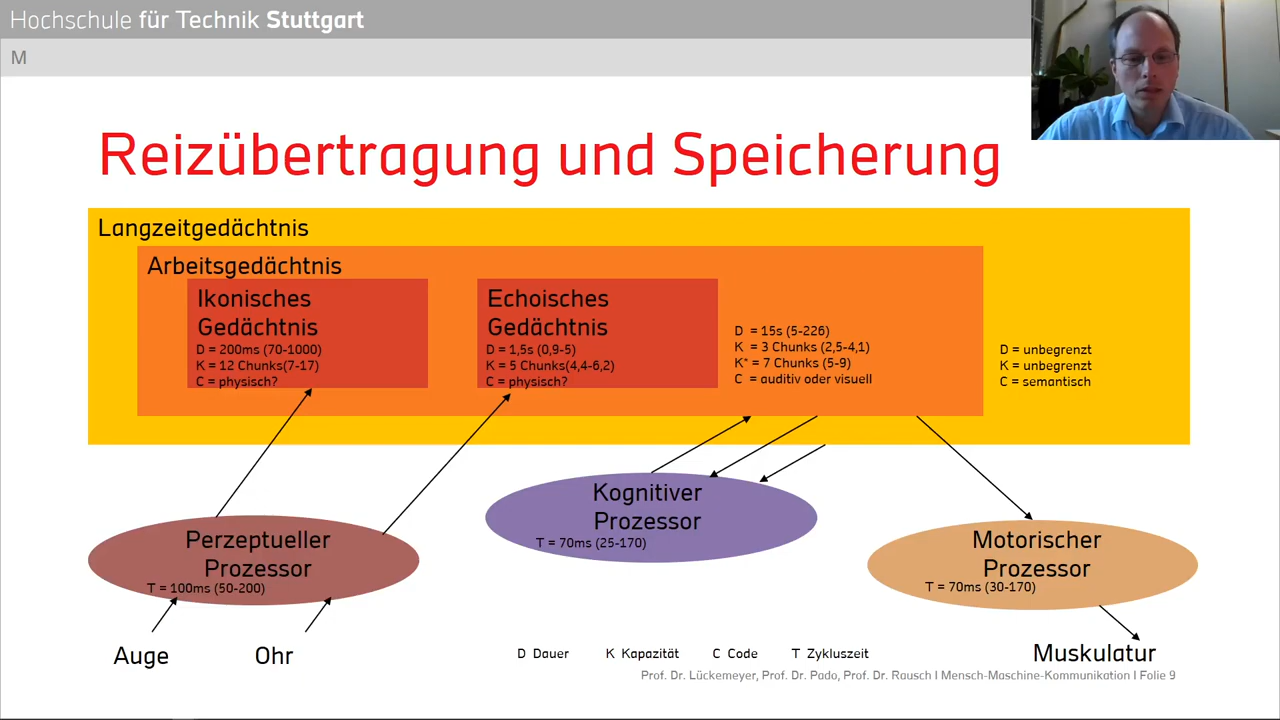 Hochschule für Technik Stuttgart
M
Reizübertragung und Speicherung
Langzeitgedächtnis
Arbeitsgedächtnis
Ikonisches
Gedächtnis
D = 200ms (70-1000)
K = 12 Chunks(7-17)
C = physisch?
Echoisches
Gedächtnis
D = 1,5s (0,9-5)
K = 5 Chunks(4,4-6,2)
C = physisch?
D = 15s (5-226)
K = 3 Chunks (2,5-4,1)
K* = 7 Chunks (5-9)
C = auditiv oder visuell
D = unbegrenzt
K = unbegrenzt
C = semantisch
Perzeptueller
Prozessor
T = 100ms (50-200)
Kognitiver
Prozessor
T = 70ms (25-170)
Motorischer
Prozessor
T = 70ms (30-170)
Auge
Ohr
D Dauer K Kapazität C Code T Zykluszeit
Muskulatur
Prof. Dr. Lückemeyer, Prof. Dr. Pado, Prof. Dr. Rausch I Mensch-Maschine-Kommunikation I Folie 9